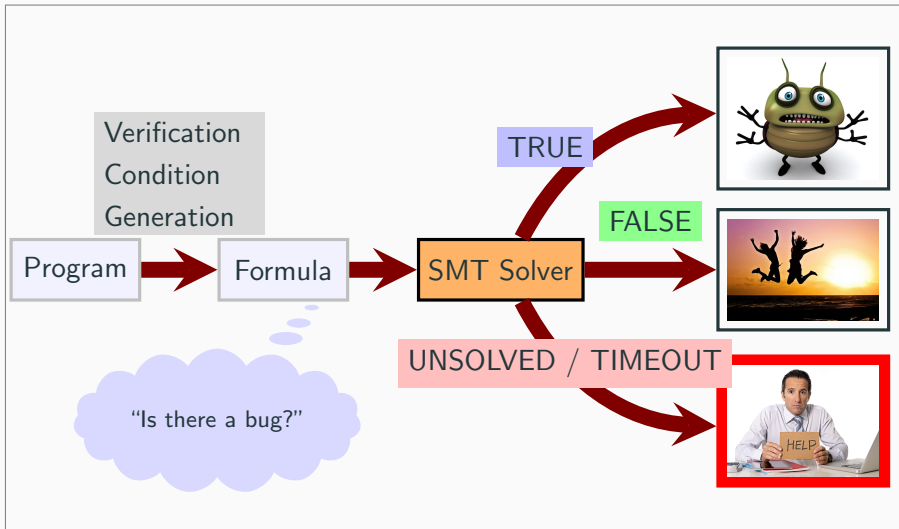 Verification
Condition
Generation
Program
Formula
SMT Solver
TRUE
FALSE
UNSOLVED / TIMEOUT
“Is there a bug?”
HELP